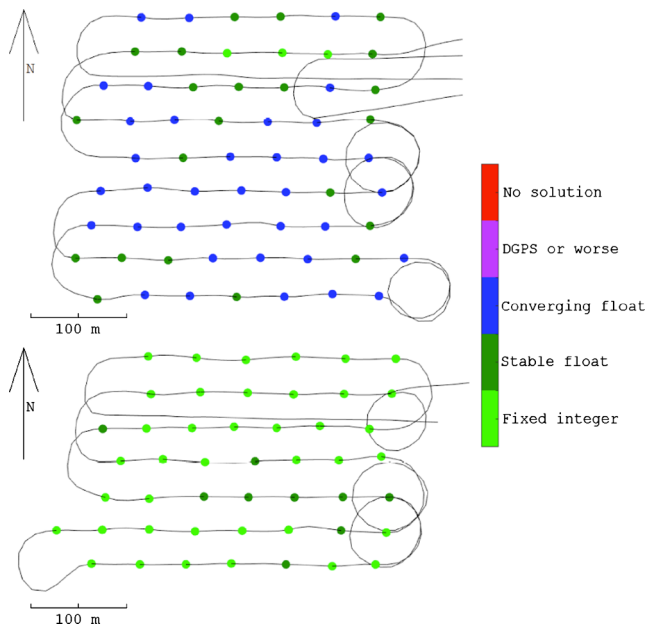 N
No solution
DGPS or worse
Converging float
Stable float
Fixed integer
100 m
N
100 m